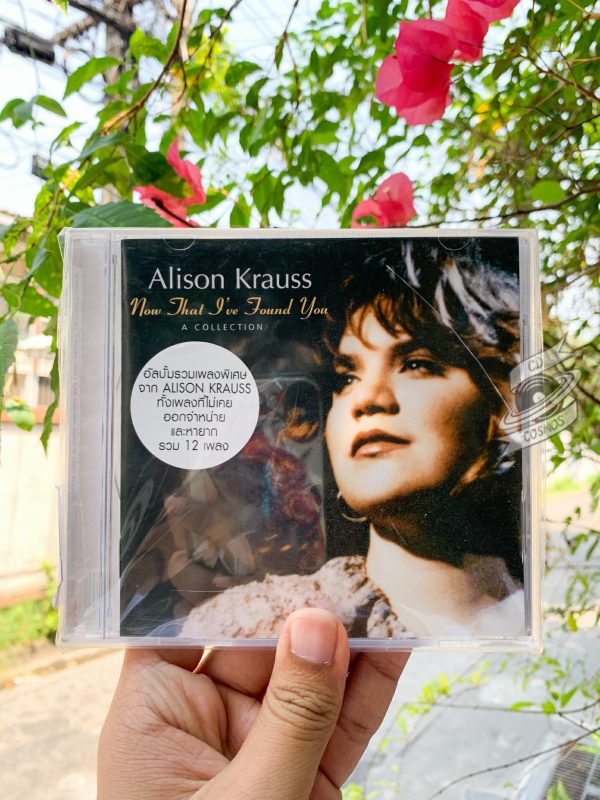 Alison Krauss
Now That I've Found You
A COLLECTION
อัลบั้มรวมเพลงพิเศษ
จาก ALISON KRAUSS
ทั้งเพลงที่ไม่เคย
ออกจำหน่าย
และหายาก
รวม 12 เพลง
CD
COSMOS